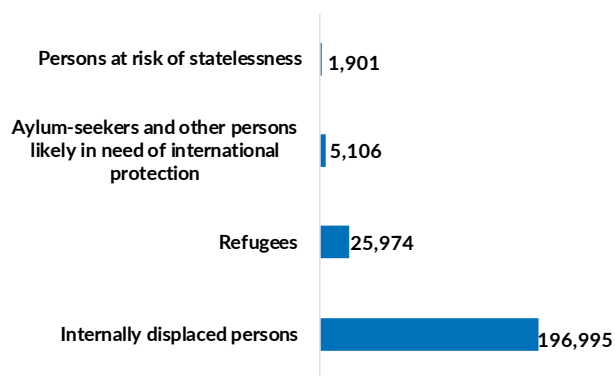 Persons at risk of statelessness
1,901
Aylum-seekers and other persons
likely in need of international
protection
5,106
Refugees
25,974
Internally displaced persons
196,995